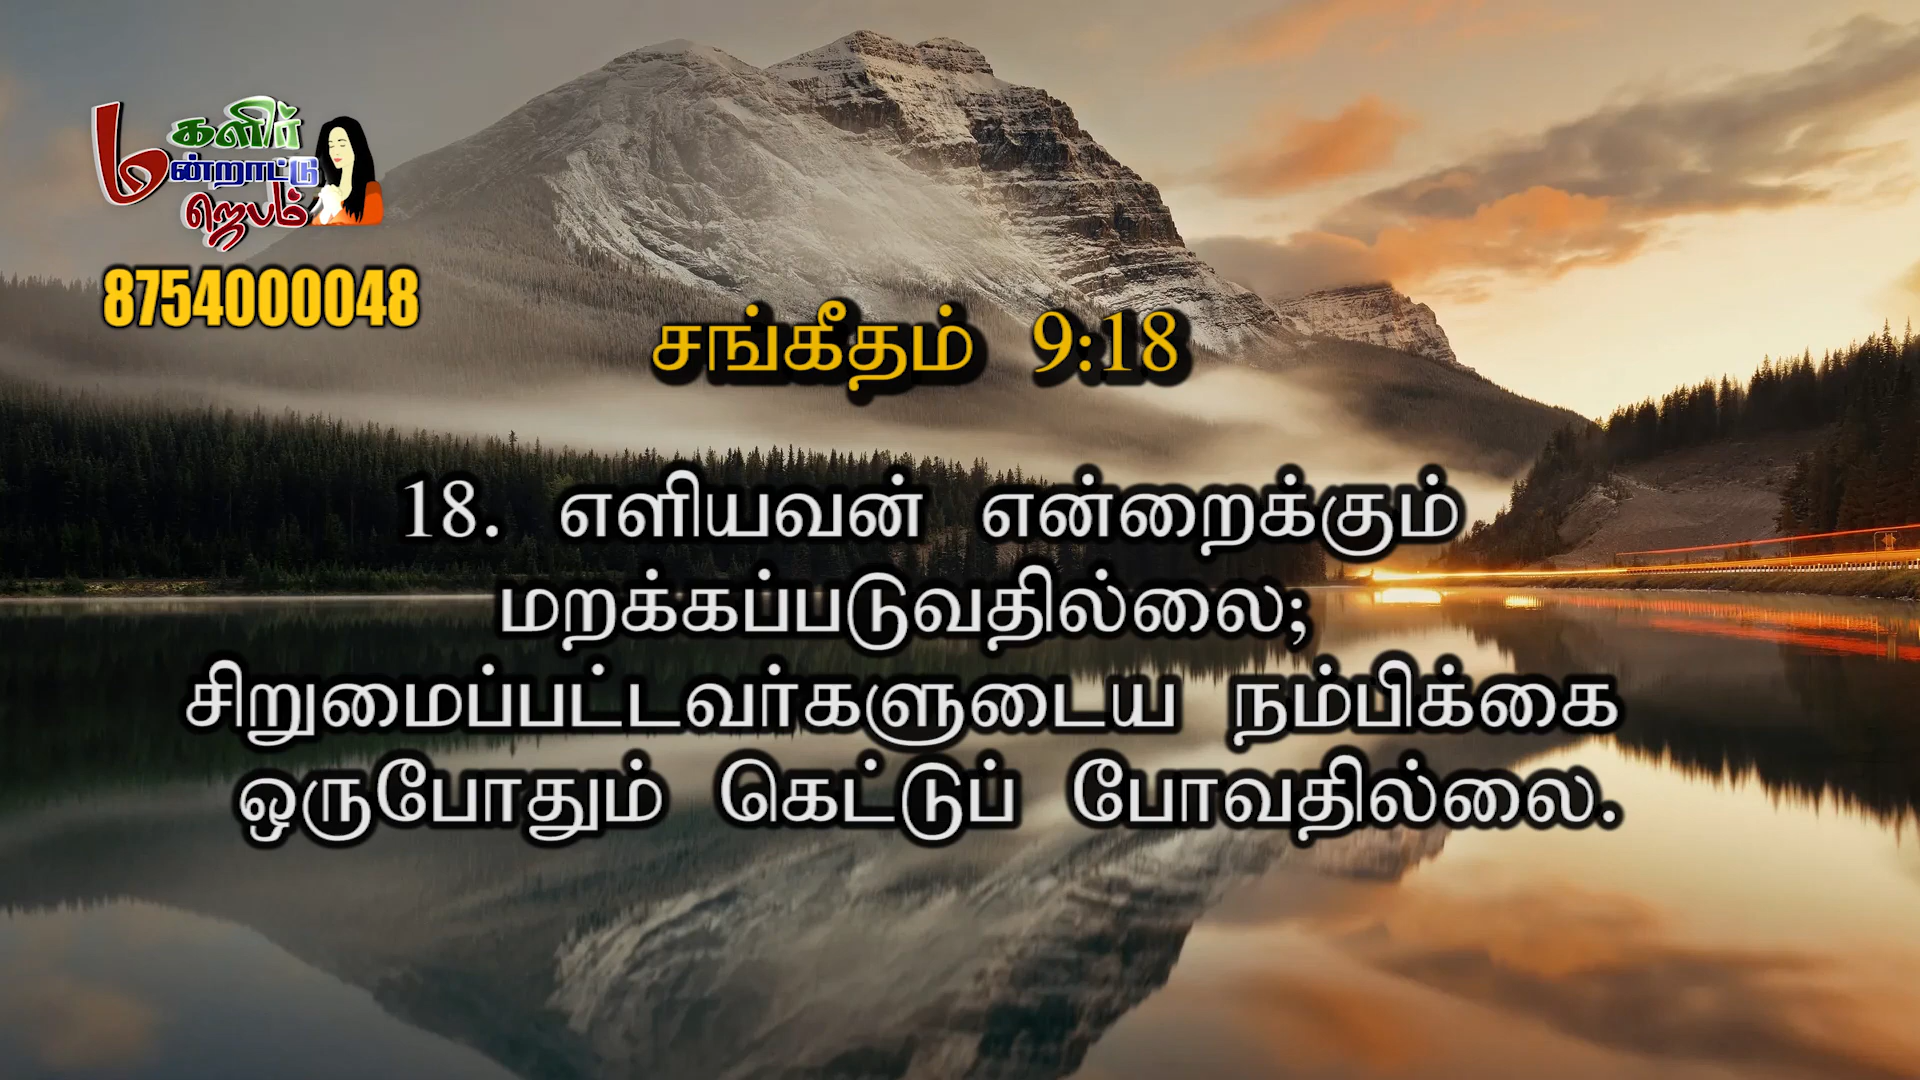 மகளிர்
மன்றாட்டு
ஜெபம்
8754000048
சங்கீதம் 9:18
18. எளியவன் என்றைக்கும்
மறக்கப்படுவதில்லை;
சிறுமைப்பட்டவர்களுடைய நம்பிக்கை
ஒருபோதும் கெட்டுப் போவதில்லை.